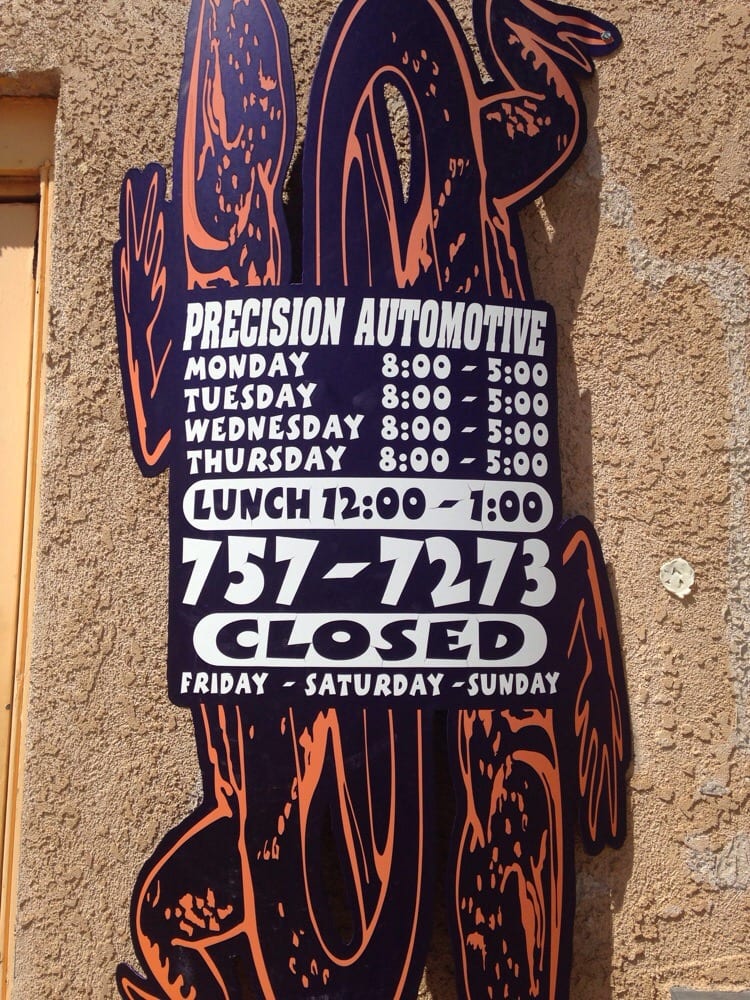 PRECISION AUTOMOTIVE
MONDAY 8:00 - 5:00
TUESDAY 8:00 - 5:00
WEDNESDAY 8:00 - 5:00
THURSDAY 8:00 - 5:00
LUNCH 12:00 - 1:00
757-7273
CLOSED
FRIDAY - SATURDAY - SUNDAY